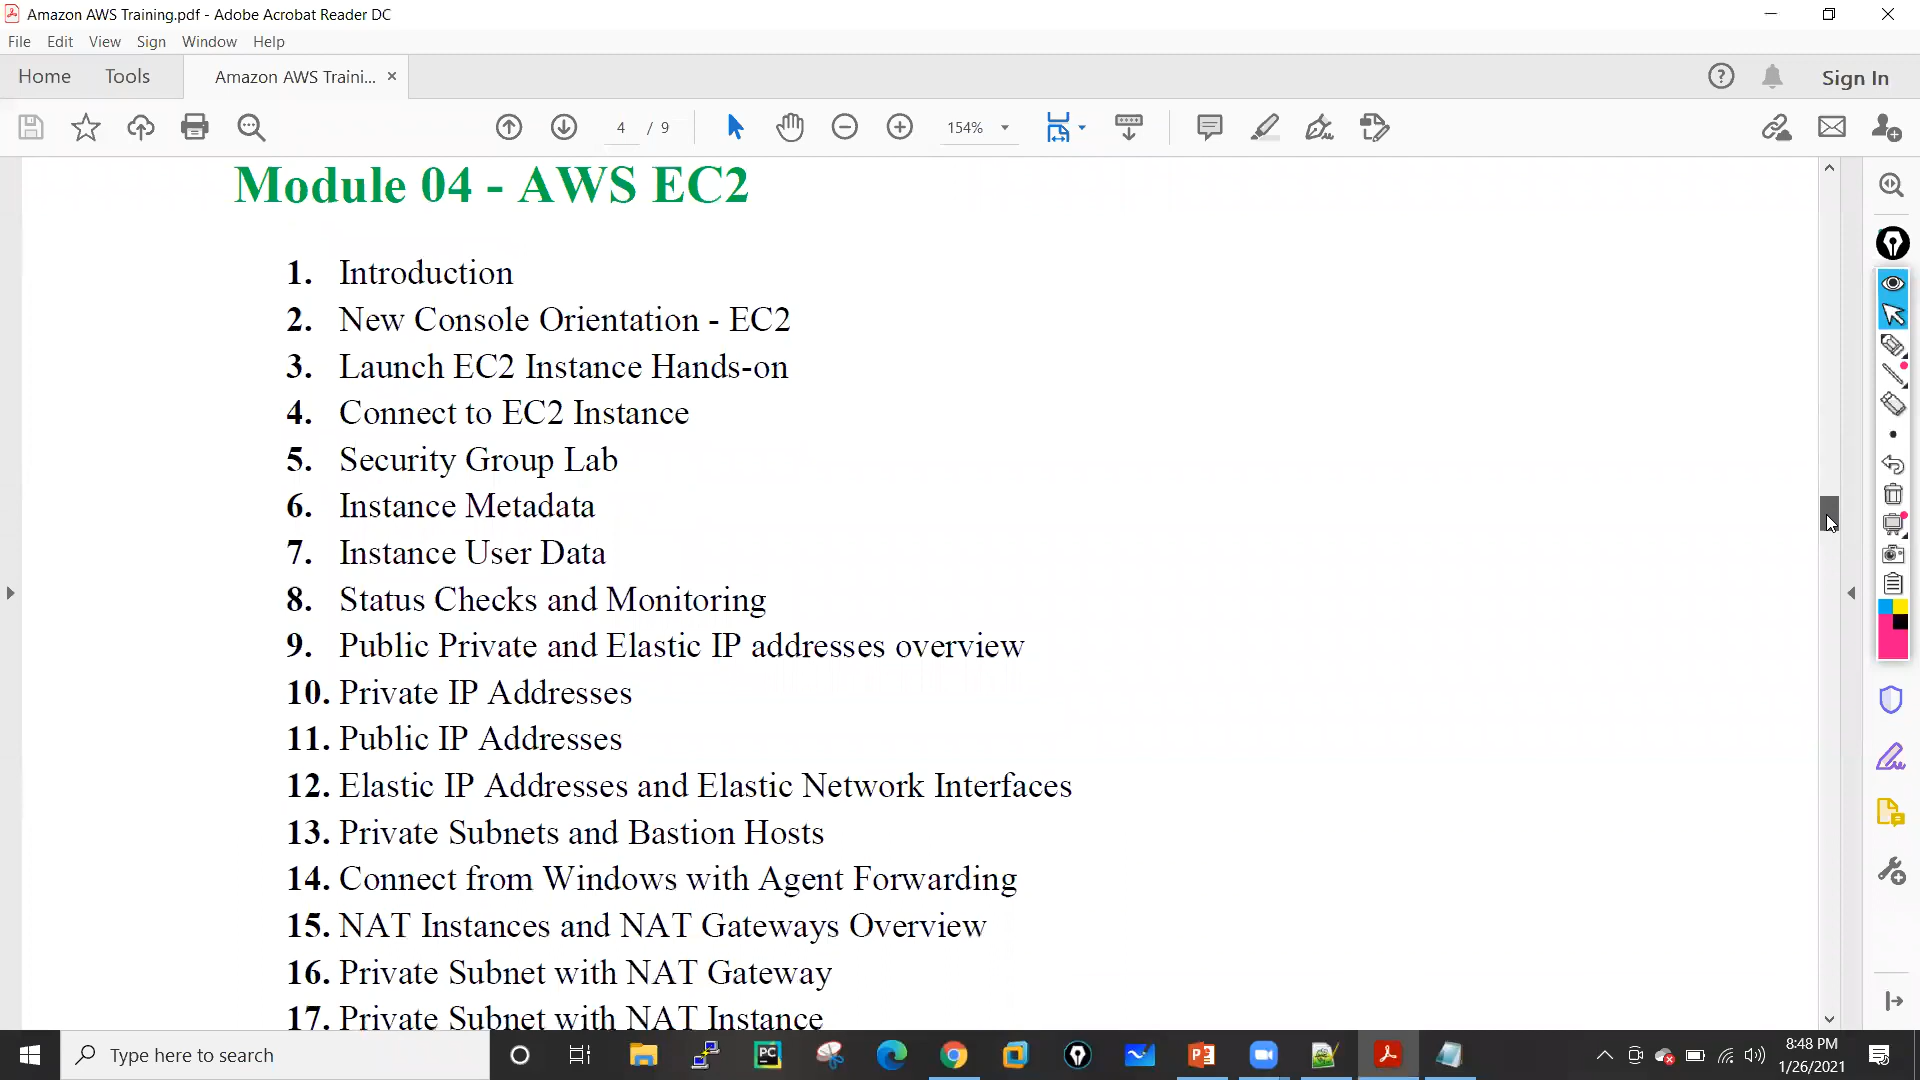 Amazon AWS Training.pdf - Adobe Acrobat Reader DC
File Edit View Sign Window Help
Home Tools Amazon AWS Traini... × Sign In
4 / 9 154%
Module 04 - AWS EC2
1. Introduction
2. New Console Orientation - EC2
3. Launch EC2 Instance Hands-on
4. Connect to EC2 Instance
5. Security Group Lab
6. Instance Metadata
7. Instance User Data
8. Status Checks and Monitoring
9. Public Private and Elastic IP addresses overview
10. Private IP Addresses
11. Public IP Addresses
12. Elastic IP Addresses and Elastic Network Interfaces
13. Private Subnets and Bastion Hosts
14. Connect from Windows with Agent Forwarding
15. NAT Instances and NAT Gateways Overview
16. Private Subnet with NAT Gateway
17. Private Subnet with NAT Instance
Type here to search
8:48 PM
1/26/2021